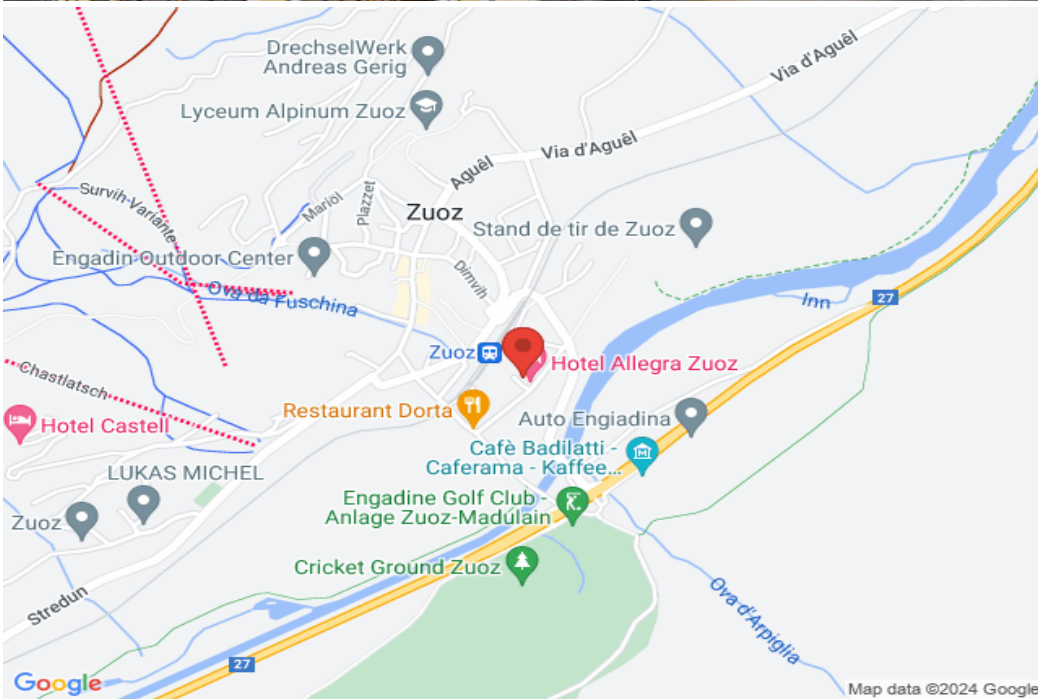 DrechselWerk
Andreas Gerig
Via d'Aguêl
Lyceum Alpinum Zuoz
Via d'Aguêl
Aguêl
Survih-Variante
Mariöl
Plazzet
Zuoz
Stand de tir de Zuoz
Engadin Outdoor Center
Dimvih
Ova da Fuschina
Inn
27
Zuoz
Hotel Allegra Zuoz
Chastlatsch
Restaurant Dorta
Auto Engiadina
Hotel Castell
Cafè Badilatti -
Caferama - Kaffee...
LUKAS MICHEL
Engadine Golf Club -
Anlage Zuoz-Madulain
Zuoz
Cricket Ground Zuoz
Stredun
Ova d'Arpiglia
27
Google
Map data ©2024 Google